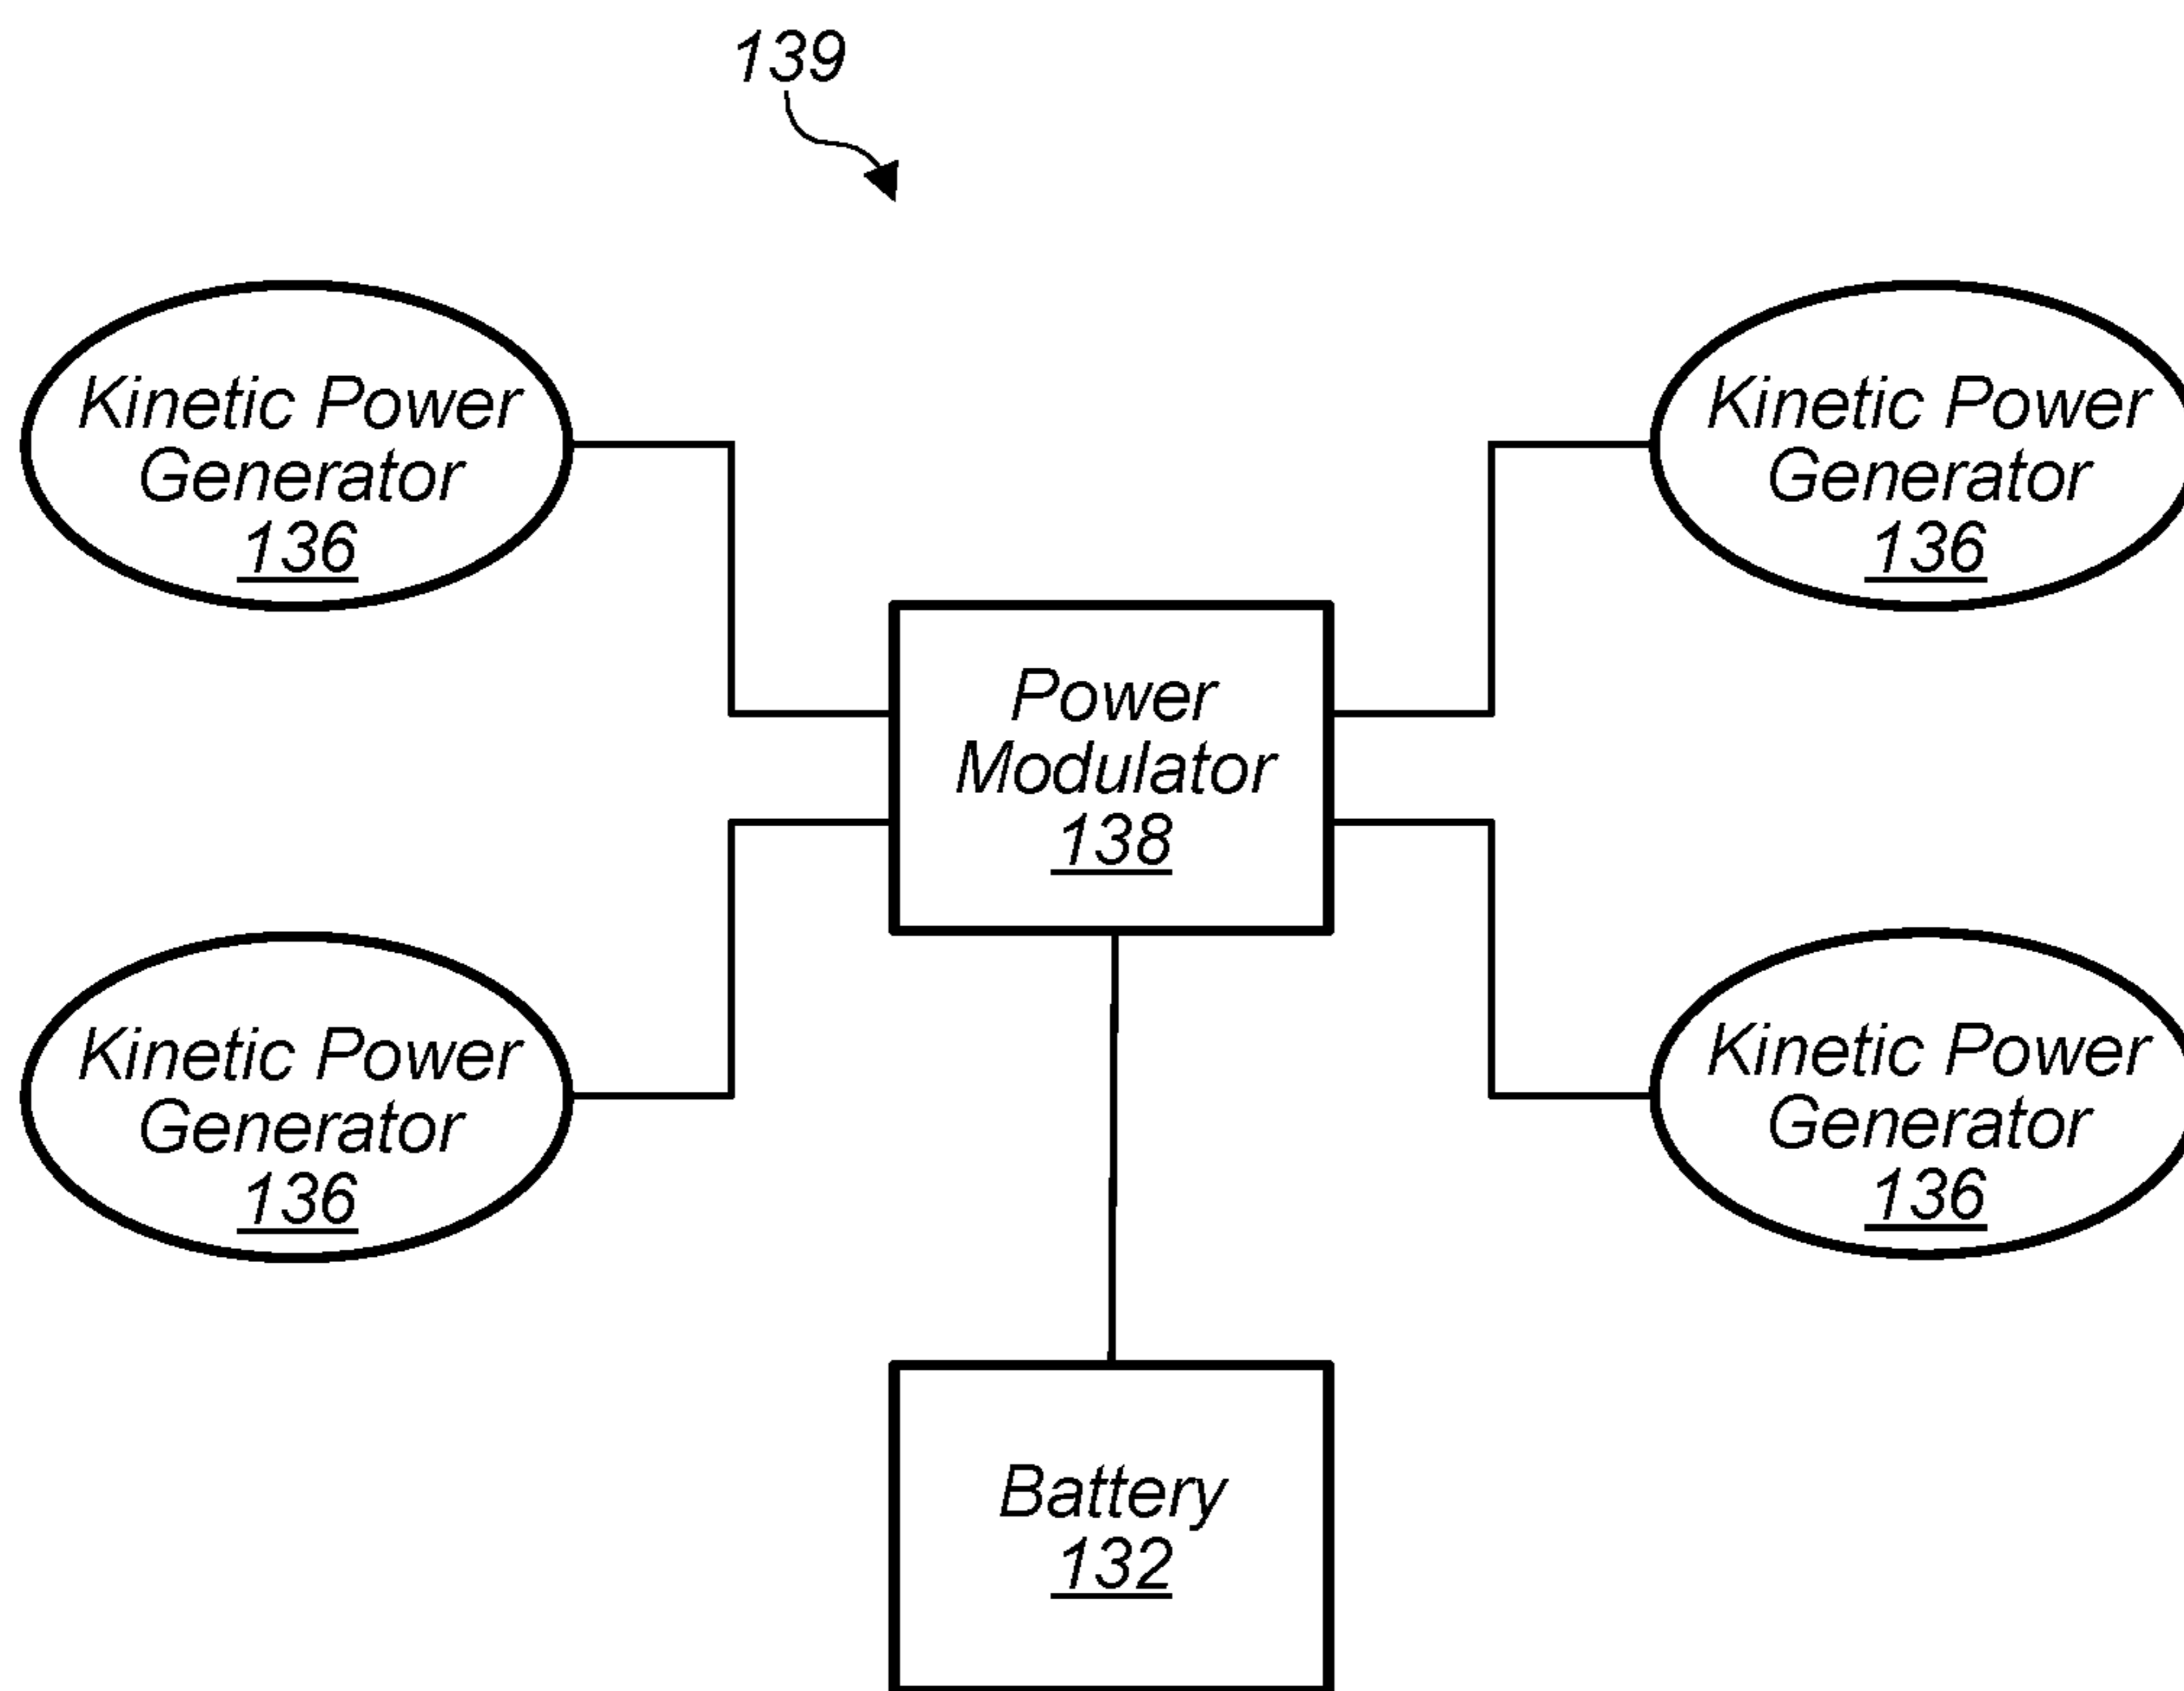 139
Kinetic Power
Generator
136
Kinetic Power
Generator
136
Power
Modulator
138
Kinetic Power
Generator
136
Kinetic Power
Generator
136
Battery
132